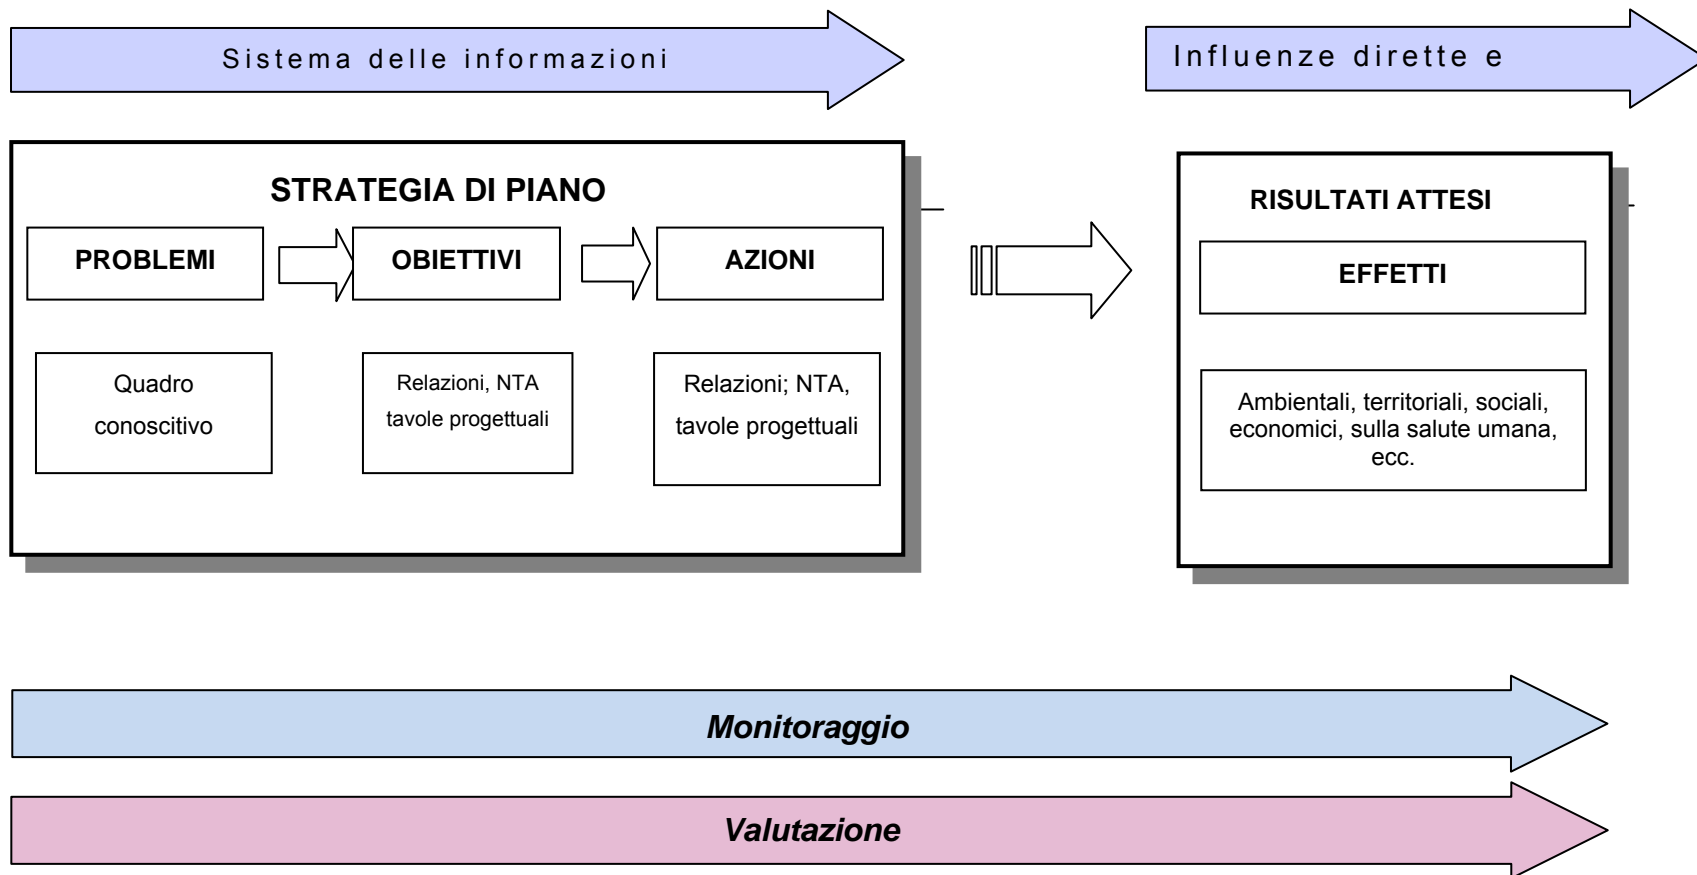 Sistema delle informazioni
Influenze dirette e
STRATEGIA DI PIANO
PROBLEMI
OBIETTIVI
AZIONI
Quadro
conoscitivo
Relazioni, NTA
tavole progettuali
Relazioni; NTA,
tavole progettuali
RISULTATI ATTESI
EFFETTI
Ambientali, territoriali, sociali,
economici, sulla salute umana,
ecc.
Monitoraggio
Valutazione